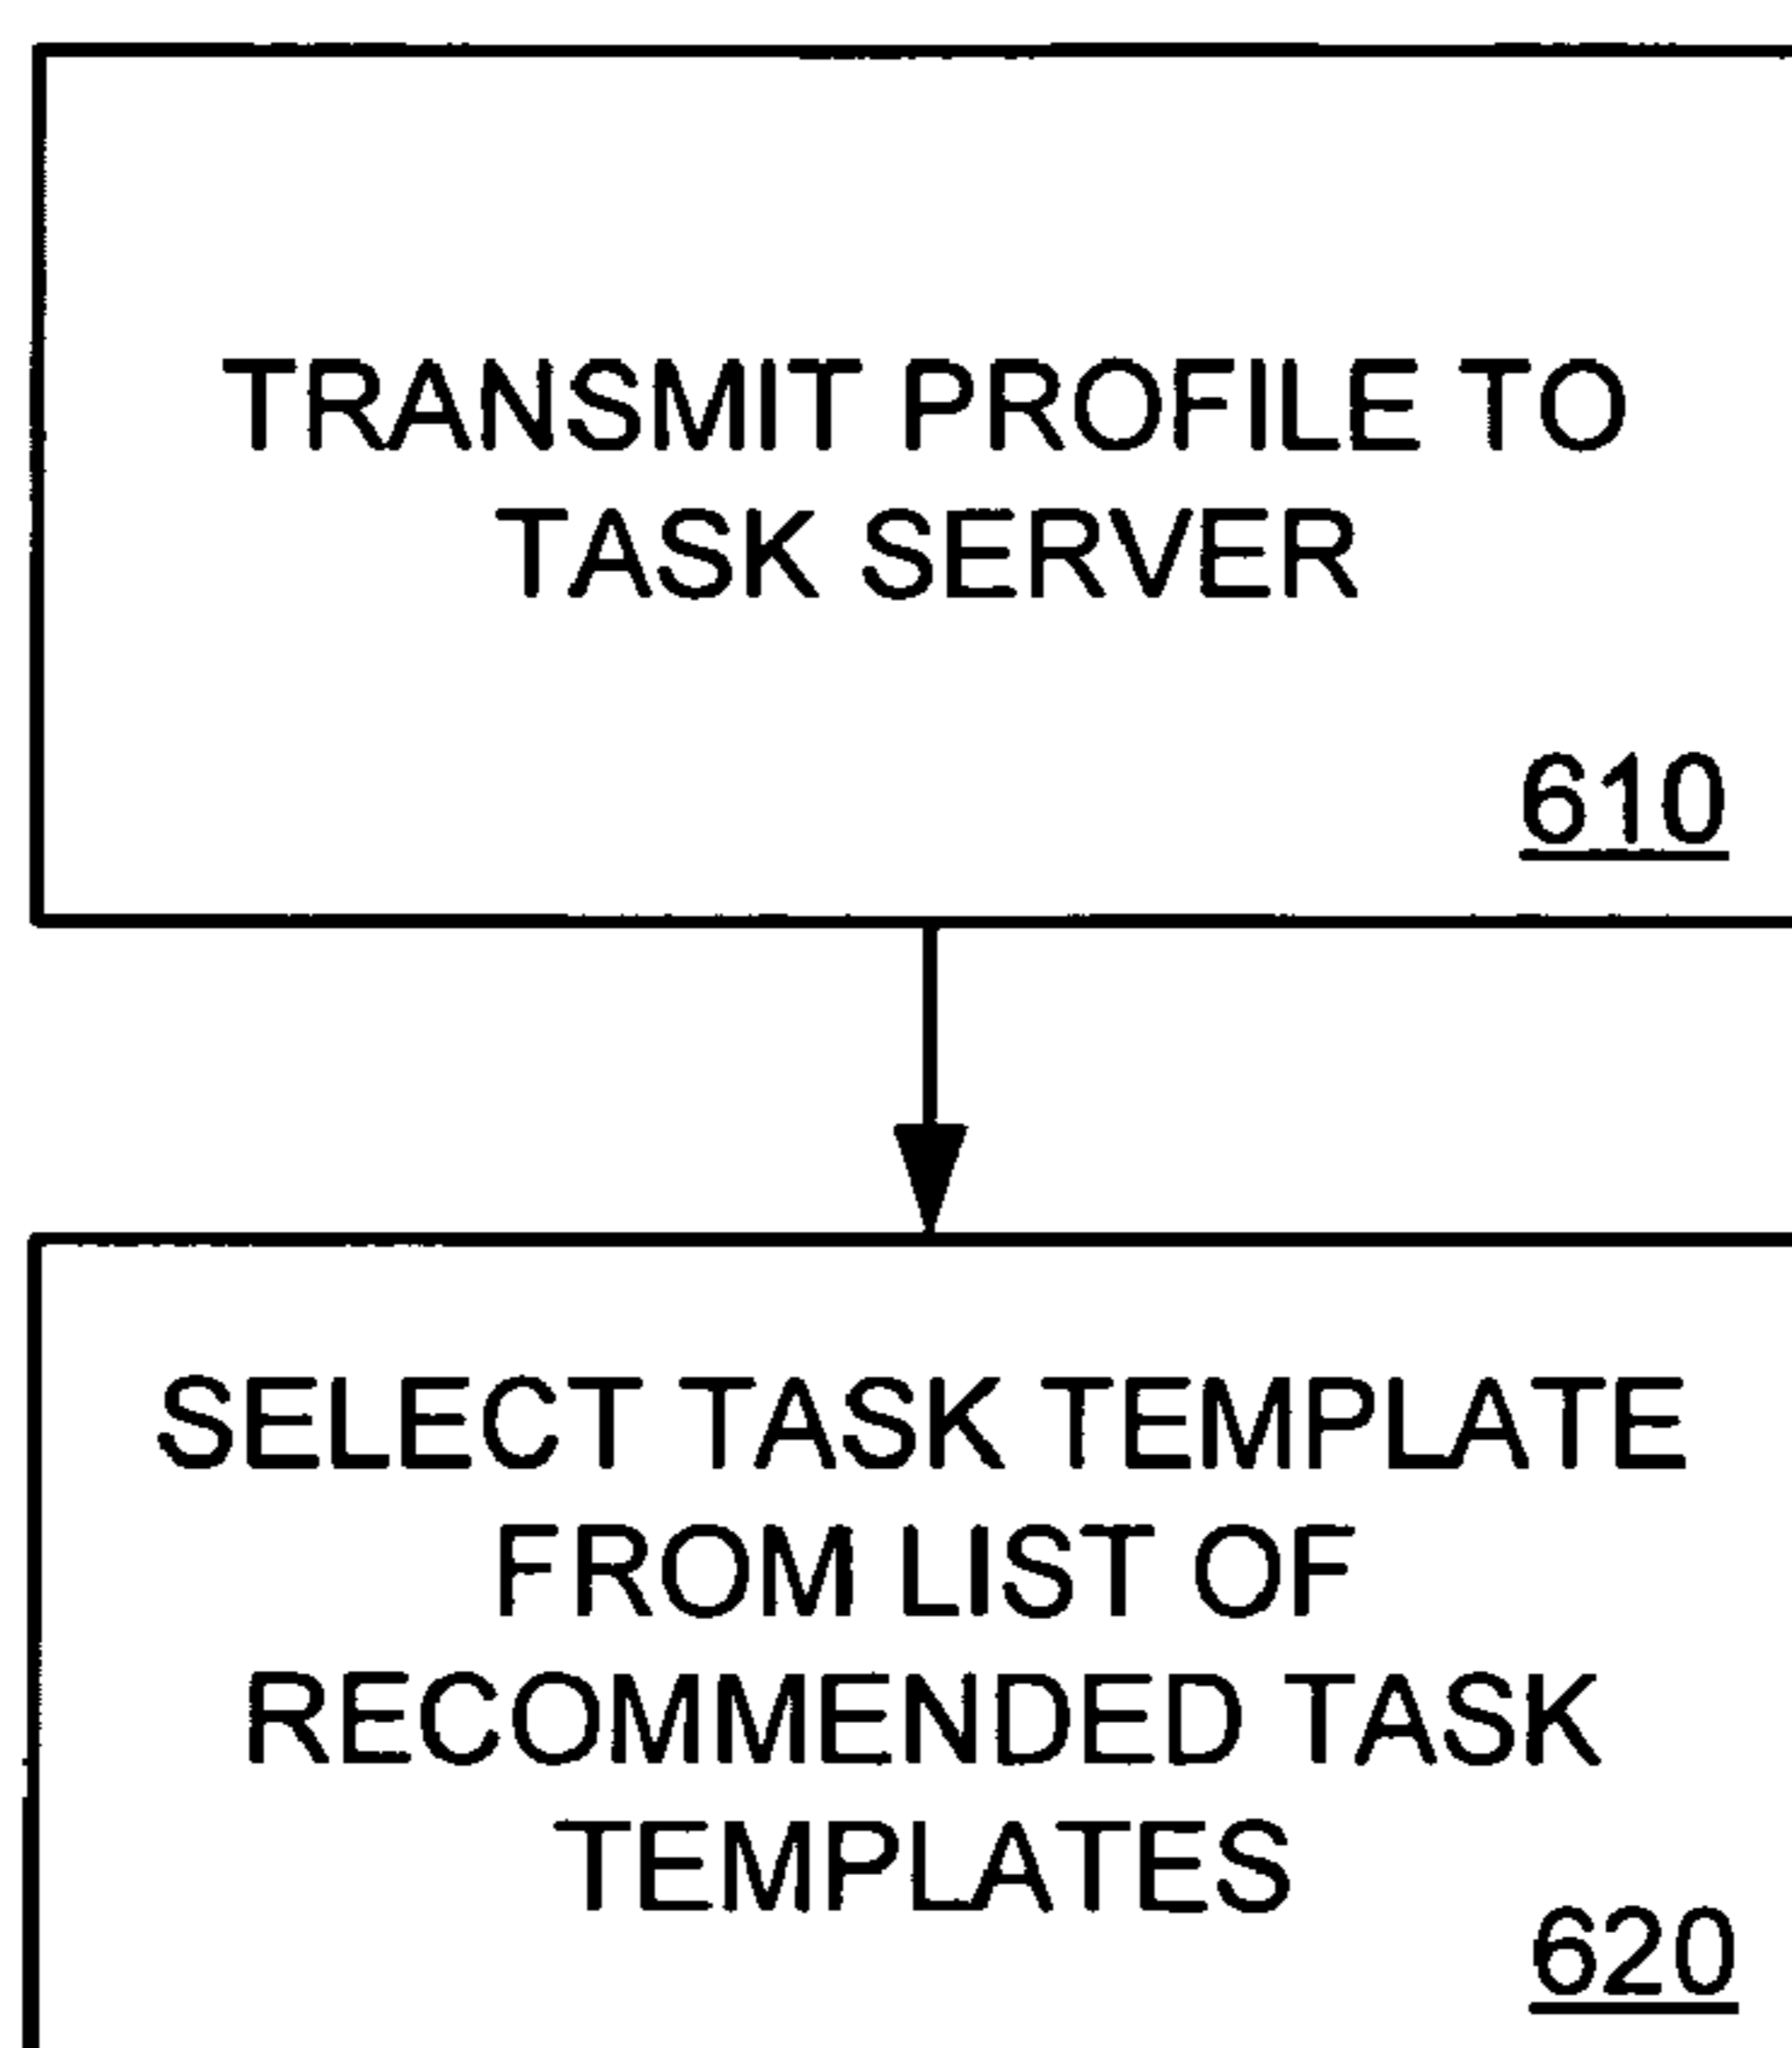 TRANSMIT PROFILE TO
TASK SERVER
610
SELECT TASK TEMPLATE
FROM LIST OF
RECOMMENDED TASK
TEMPLATES
620